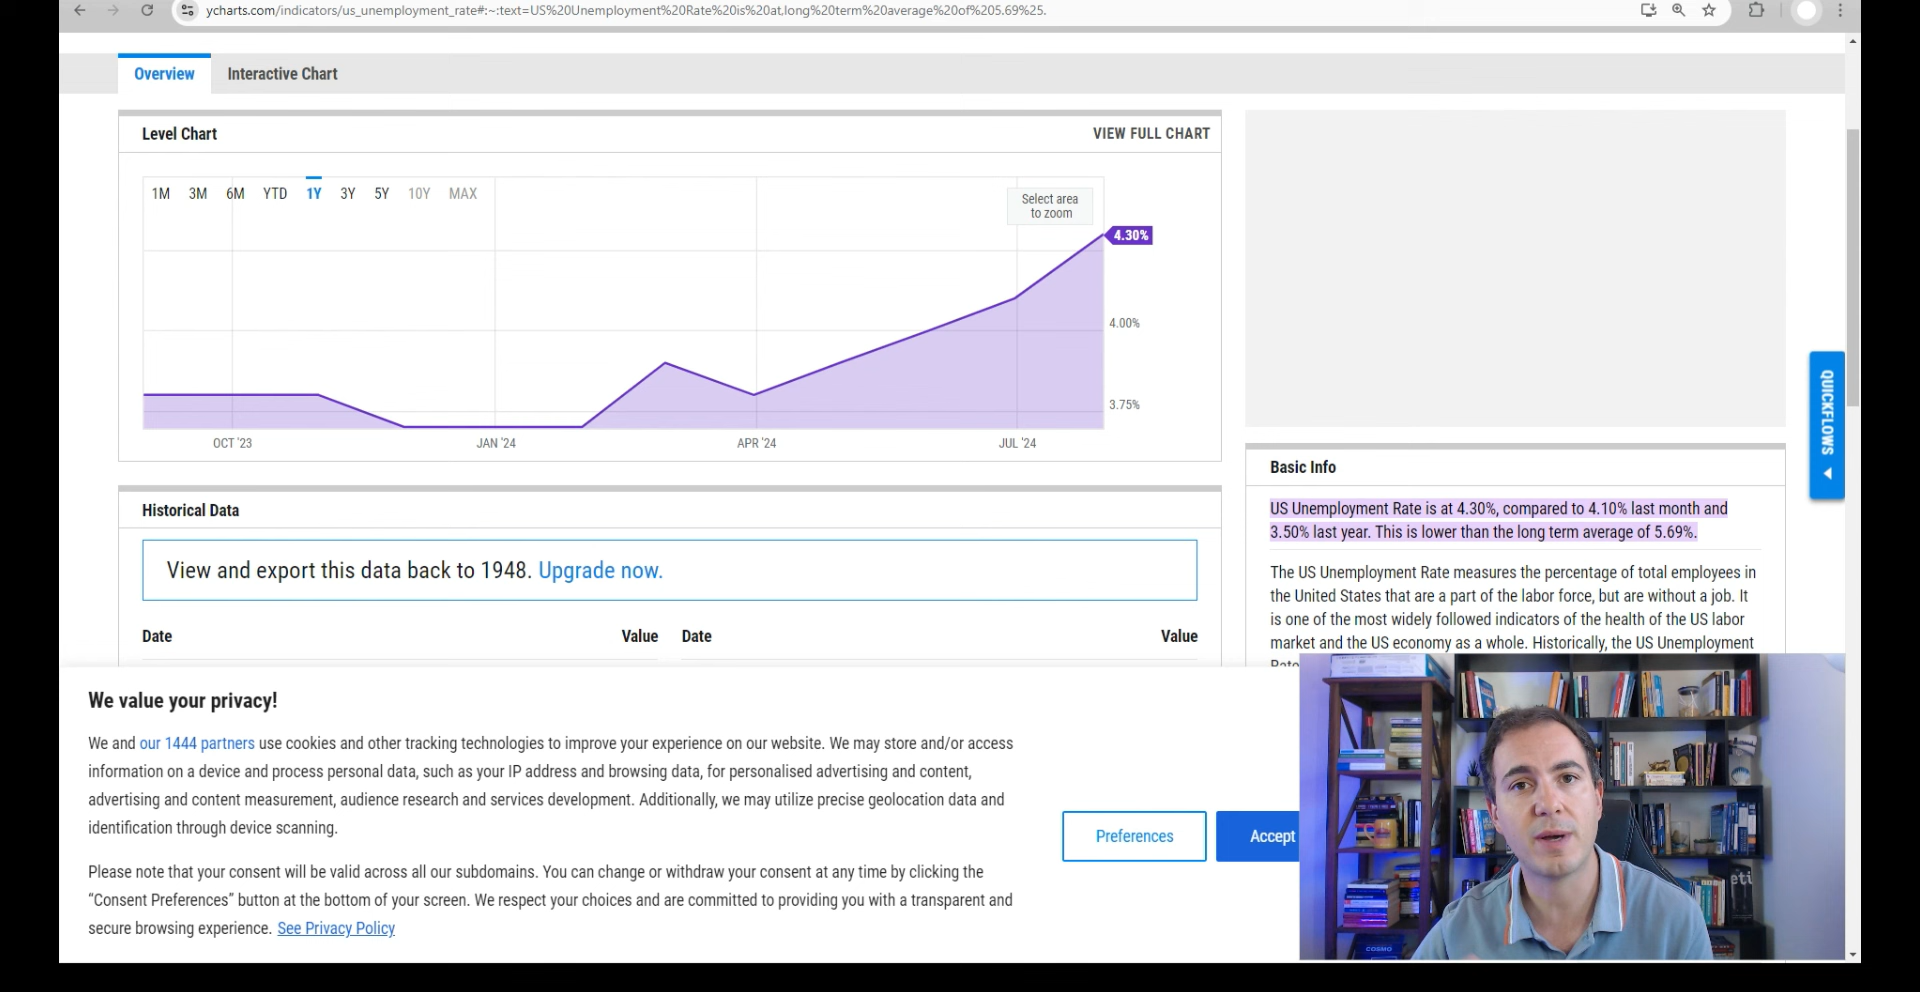 ycharts.com/indicators/us_unemployment_rate#:~:text=US%20Unemployment%20Rate%20is%20at,long%20term%20average%20of%205.69%25.
Overview
Interactive Chart
Level Chart
VIEW FULL CHART
1M 3M 6M YTD 1Y 3Y 5Y 10Y MAX
Select area
to zoom
4.30%
4.00%
3.75%
OCT '23
JAN '24
APR '24
JUL '24
Historical Data
View and export this data back to 1948. Upgrade now.
Date Value Date Value
QUICKFLOWS
Basic Info
US Unemployment Rate is at 4.30%, compared to 4.10% last month and
3.50% last year. This is lower than the long term average of 5.69%.
The US Unemployment Rate measures the percentage of total employees in
the United States that are a part of the labor force, but are without a job. It
is one of the most widely followed indicators of the health of the US labor
market and the US economy as a whole. Historically, the US Unemployment
We value your privacy!
We and our 1444 partners use cookies and other tracking technologies to improve your experience on our website. We may store and/or access
information on a device and process personal data, such as your IP address and browsing data, for personalised advertising and content,
advertising and content measurement, audience research and services development. Additionally, we may utilize precise geolocation data and
identification through device scanning.
Please note that your consent will be valid across all our subdomains. You can change or withdraw your consent at any time by clicking the
“Consent Preferences” button at the bottom of your screen. We respect your choices and are committed to providing you with a transparent and
secure browsing experience. See Privacy Policy
Preferences
Accept
COSMO
eti